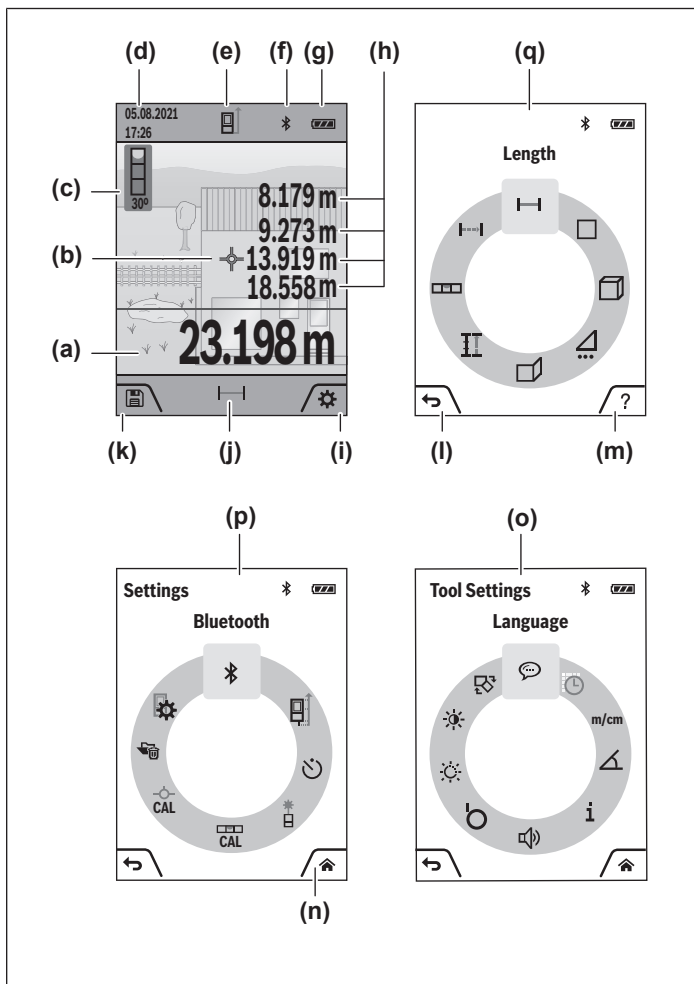 (d) (e) (f) (g) (h) (q)
05.08.2021
17:26
(c)
30°
8.179 m
9.273 m
(b)
13.919 m
18.558 m
(a)
23.198 m
(k) (j) (i)
Length
(l) (m)
?
(p) (o)
Settings
Bluetooth
CAL
CAL
(n)
Tool Settings
Language
m/cm
i